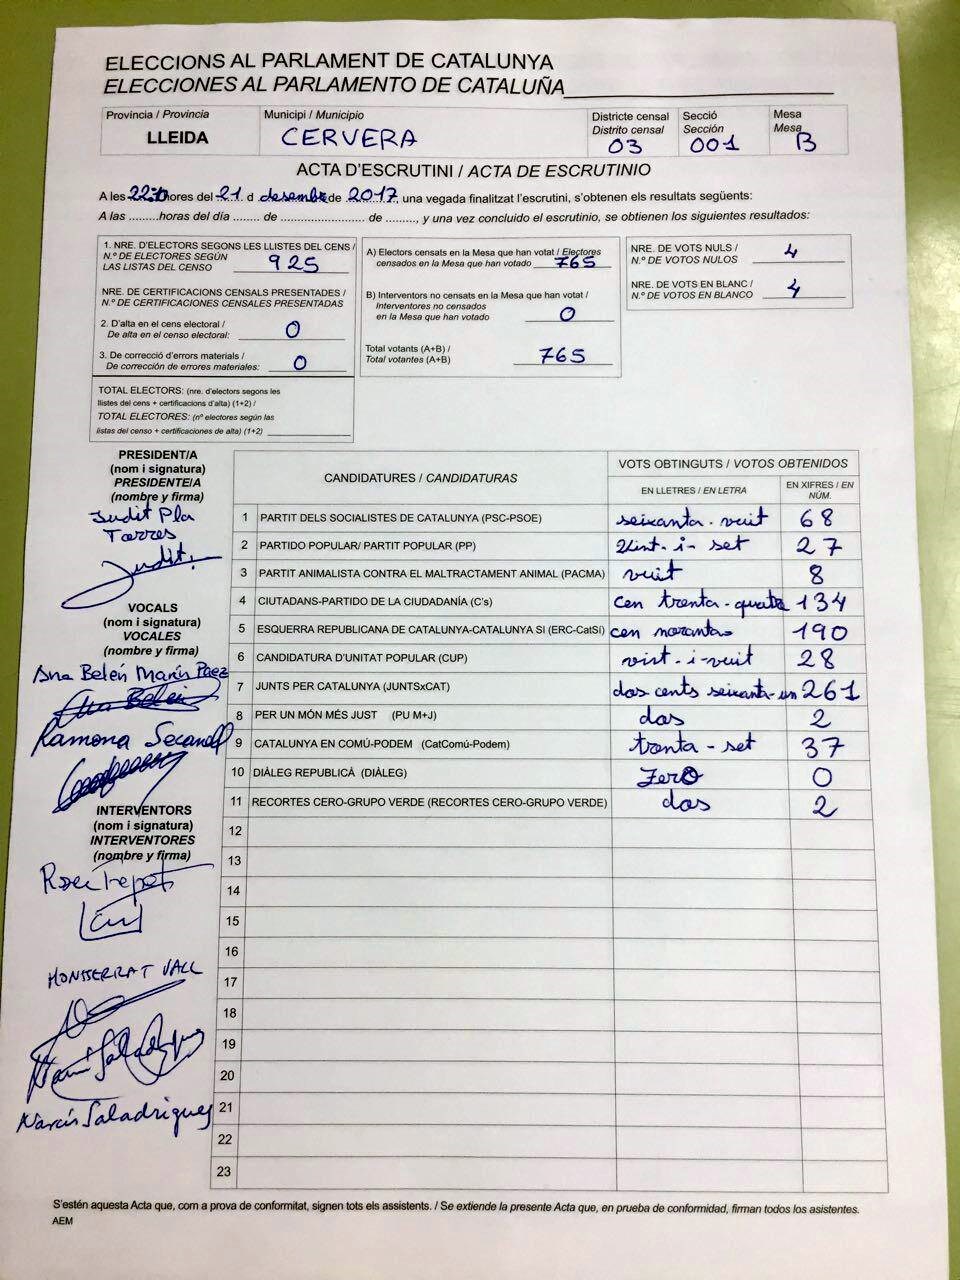 ELECCIONS AL PARLAMENT DE CATALUNYA
ELECCIONES AL PARLAMENTO DE CATALUÑA
Província / Provincia
LLEIDA
Municipi / Municipio
CERVERA
Districte censal
Distrito censal
03
Secció
Sección
001
Mesa
Mesa
B
ACTA D'ESCRUTINI / ACTA DE ESCRUTINIO
A les 22:70 hores del 21 d desembre de 2017, una vegada finalitzat l'escrutini, s'obtenen els resultats següents:
A las .........horas del día ........ de ........................ de ........., y una vez concluido el escrutinio, se obtienen los siguientes resultados:
1. NRE. D'ELECTORS SEGONS LES LLISTES DEL CENS /
N.º DE ELECTORES SEGÚN
LAS LISTAS DEL CENSO 925
NRE. DE CERTIFICACIONS CENSALS PRESENTADES /
N.º DE CERTIFICACIONES CENSALES PRESENTADAS
2. D'alta en el cens electoral /
De alta en el censo electoral: 0
3. De correcció d'errors materials /
De corrección de errores materiales: 0
TOTAL ELECTORS: (nre. d'electors segons les
llistes del cens + certificacions d'alta) (1+2) /
TOTAL ELECTORES: (nº electores según las
listas del censo + certificaciones de alta) (1+2)
A) Electors censats en la Mesa que han votat / Electores
censados en la Mesa que han votado 765
B) Interventors no censats en la Mesa que han votat /
Interventores no censados
en la Mesa que han votado 0
Total votants (A+B) /
Total votantes (A+B) 765
NRE. DE VOTS NULS /
N.º DE VOTOS NULOS 4
NRE. DE VOTS EN BLANC /
N.º DE VOTOS EN BLANCO 4
PRESIDENT/A
(nom i signatura)
PRESIDENTE/A
(nombre y firma)
Judit Pla
Torres
Judit
VOCALS
(nom i signatura)
VOCALES
(nombre y firma)
Ana Belén Marín Páez
Ana Belén
Ramona Secanell
INTERVENTORS
(nom i signatura)
INTERVENTORES
(nombre y firma)
Roser Trepat
MONTSERRAT VALL
Narcís Saladrigues
CANDIDATURES / CANDIDATURAS
VOTS OBTINGUTS / VOTOS OBTENIDOS
EN LLETRES / EN LETRA
EN XIFRES / EN NÚM.
1 PARTIT DELS SOCIALISTES DE CATALUNYA (PSC-PSOE) seixanta-vuit 68
2 PARTIDO POPULAR/ PARTIT POPULAR (PP) Vint-i-set 27
3 PARTIT ANIMALISTA CONTRA EL MALTRACTAMENT ANIMAL (PACMA) vuit 8
4 CIUTADANS-PARTIDO DE LA CIUDADANÍA (C's) cen trenta-quatre 134
5 ESQUERRA REPUBLICANA DE CATALUNYA-CATALUNYA SI (ERC-CatSí) cen noranta 190
6 CANDIDATURA D'UNITAT POPULAR (CUP) vint-i-vuit 28
7 JUNTS PER CATALUNYA (JUNTSxCAT) dos cents seixanta-un 261
8 PER UN MÓN MÉS JUST (PU M+J) dos 2
9 CATALUNYA EN COMÚ-PODEM (CatComú-Podem) trenta-set 37
10 DIÀLEG REPUBLICÀ (DIÀLEG) Zero 0
11 RECORTES CERO-GRUPO VERDE (RECORTES CERO-GRUPO VERDE) dos 2
12
13
14
15
16
17
18
19
20
21
22
23
S'estén aquesta Acta que, com a prova de conformitat, signen tots els assistents. / Se extiende la presente Acta que, en prueba de conformidad, firman todos los asistentes.
AEM